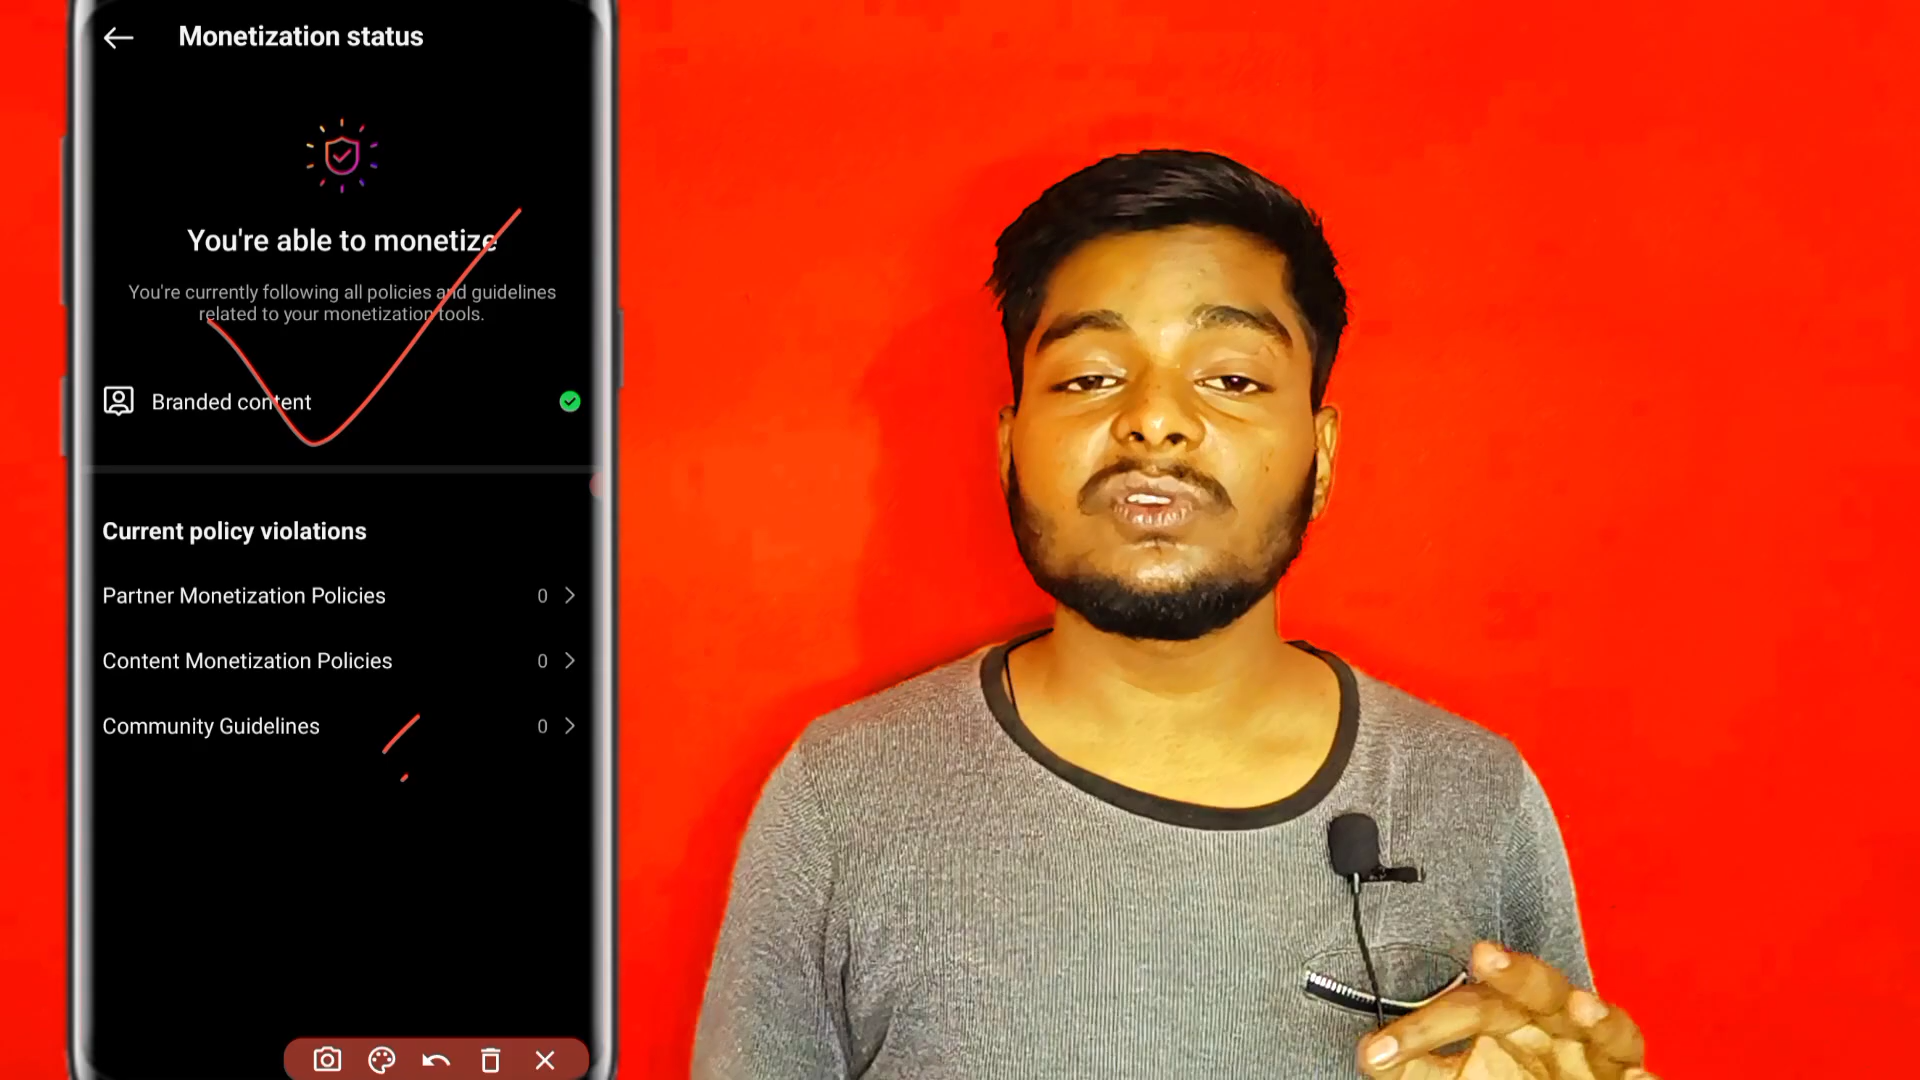 Monetization status
You're able to monetize
You're currently following all policies and guidelines
related to your monetization tools.
Branded content
Current policy violations
Partner Monetization Policies 0
Content Monetization Policies 0
Community Guidelines 0